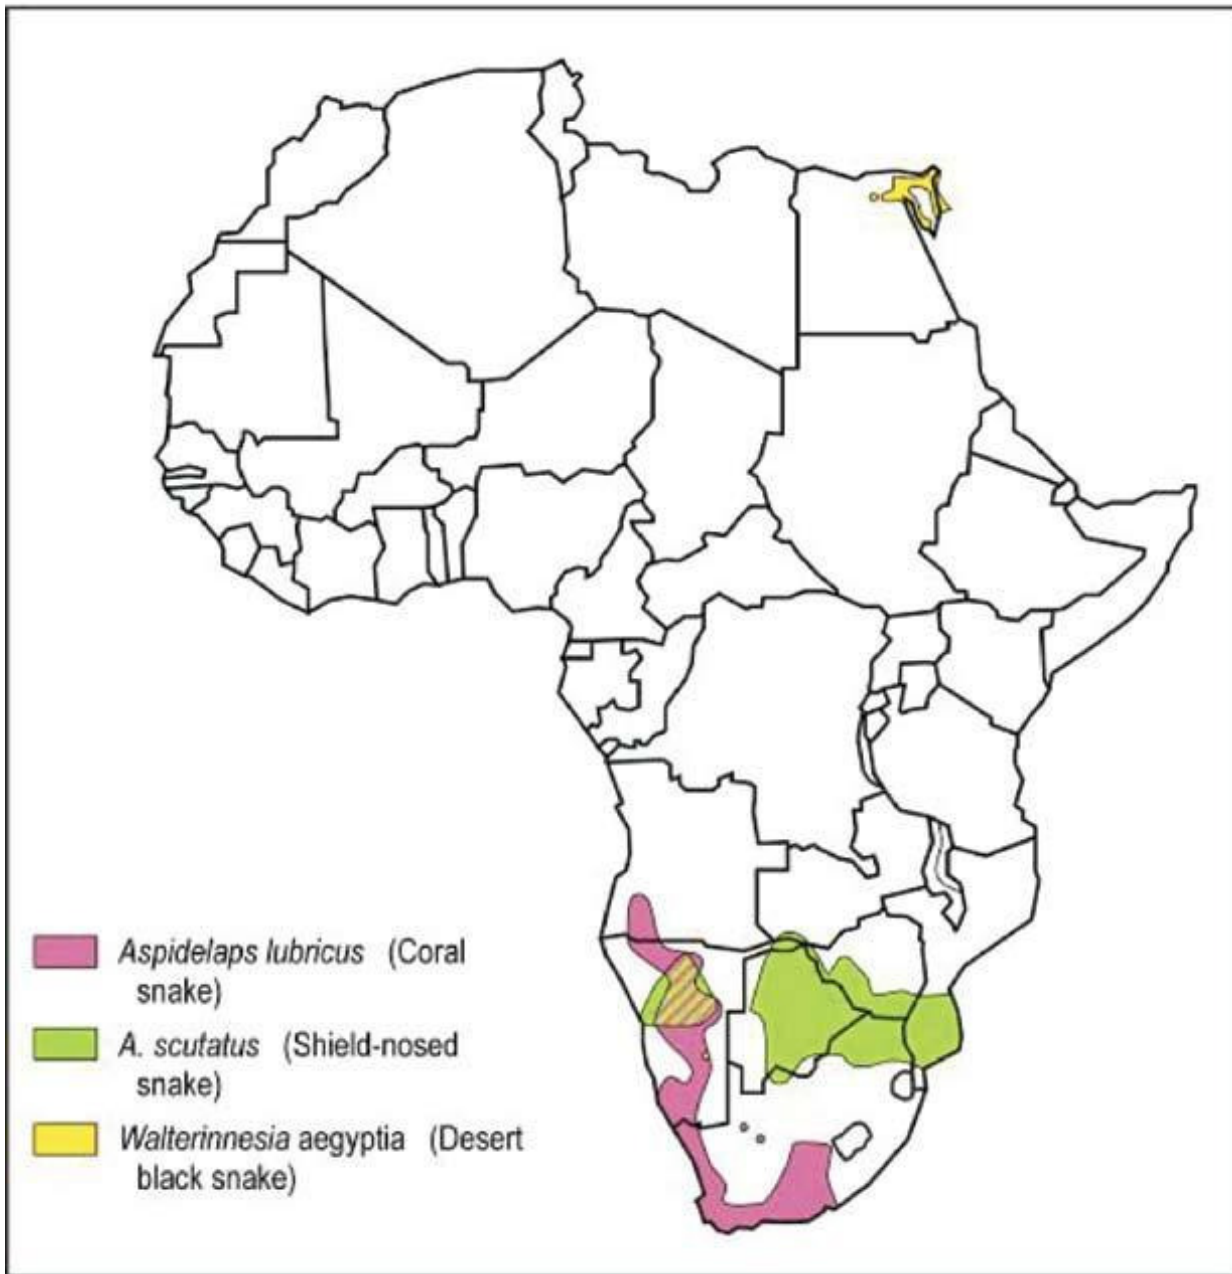 Aspidelaps lubricus (Coral
snake)
A. scutatus (Shield-nosed
snake)
Walterinnesia aegyptia (Desert
black snake)